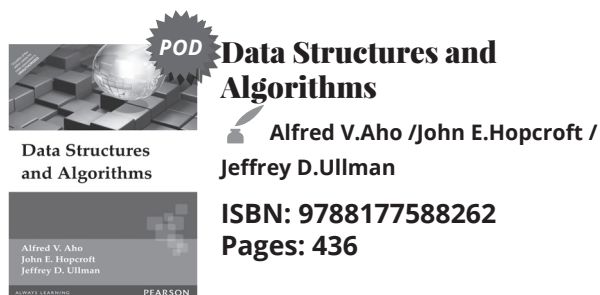 POD
Data Structures
and Algorithms
Alfred V. Aho
John E. Hopcroft
Jeffrey D. Ullman
ALWAYS LEARNING
PEARSON
Data Structures and
Algorithms
Alfred V.Aho /John E.Hopcroft /
Jeffrey D.Ullman
ISBN: 9788177588262
Pages: 436